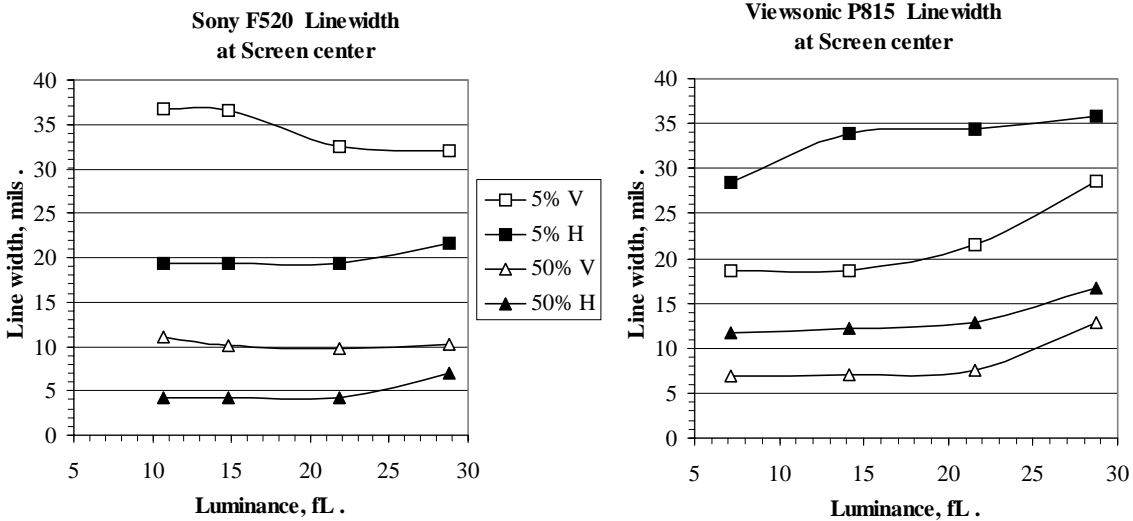 Sony F520 Linewidth
at Screen center
Line width, mils .
40
35
30
25
20
15
10
5
0
5
10
15
20
25
30
Luminance, fL .
5% V
5% H
50% V
50% H
Viewsonic P815 Linewidth
at Screen center
Line width, mils .
40
35
30
25
20
15
10
5
0
5
10
15
20
25
30
Luminance, fL .